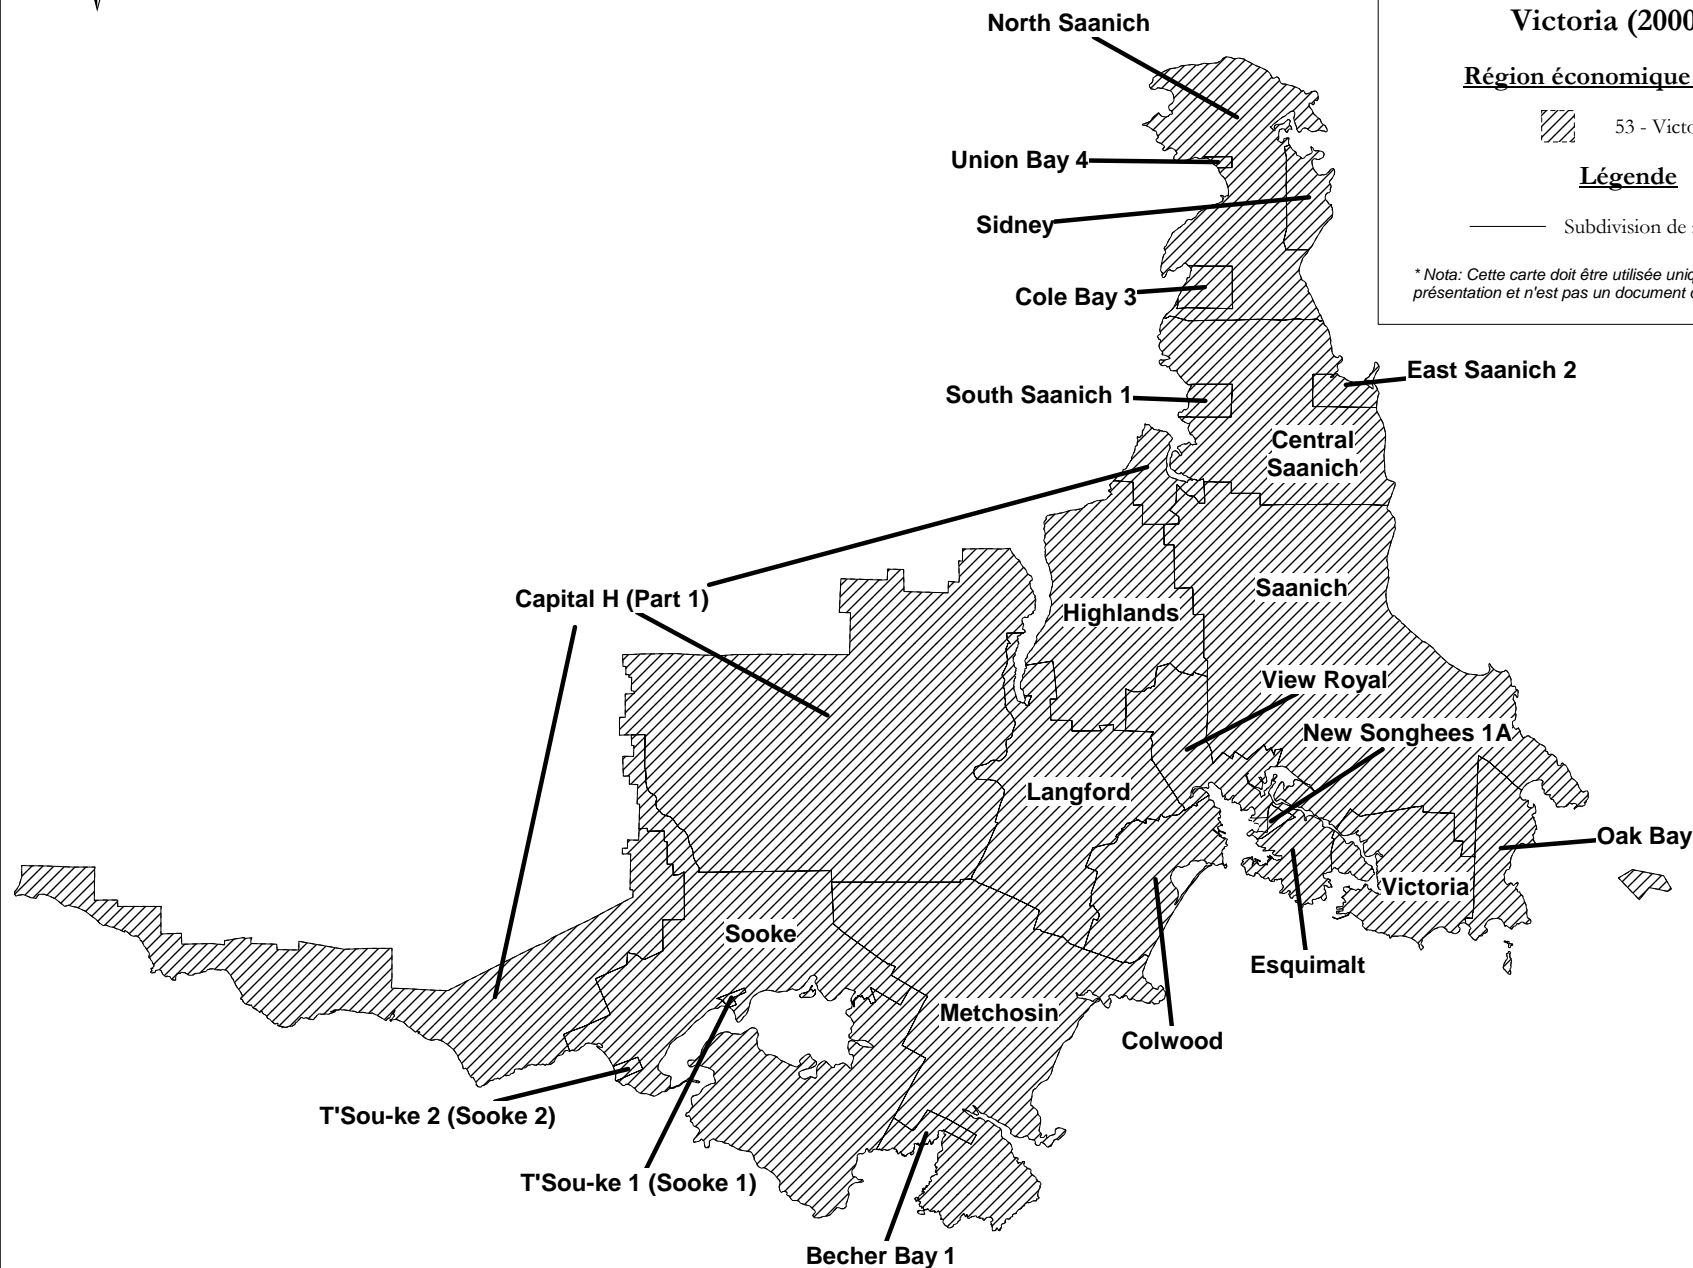 North Saanich
Victoria (2000
Région économique
53 - Victo
Légende
Subdivision de
* Nota: Cette carte doit être utilisée
présentation et n'est pas un document
Union Bay 4
Sidney
Cole Bay 3
East Saanich 2
South Saanich 1
Central
Saanich
Capital H (Part 1)
Saanich
Highlands
View Royal
New Songhees 1A
Langford
Oak Bay
Victoria
Sooke
Esquimalt
Metchosin
Colwood
T'Sou-ke 2 (Sooke 2)
T'Sou-ke 1 (Sooke 1)
Becher Bay 1